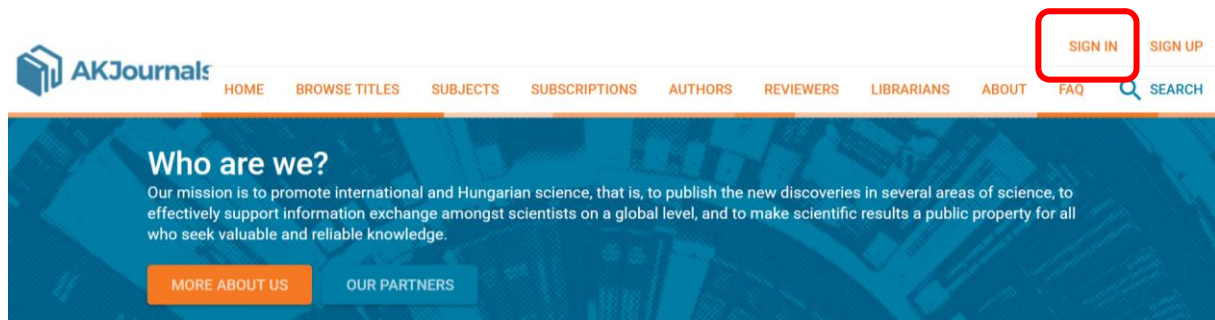 SIGN IN SIGN UP
AKJournals
HOME BROWSE TITLES SUBJECTS SUBSCRIPTIONS AUTHORS REVIEWERS LIBRARIANS ABOUT FAQ SEARCH
Who are we?
Our mission is to promote international and Hungarian science, that is, to publish the new discoveries in several areas of science, to
effectively support information exchange amongst scientists on a global level, and to make scientific results a public property for all
who seek valuable and reliable knowledge.
MORE ABOUT US OUR PARTNERS